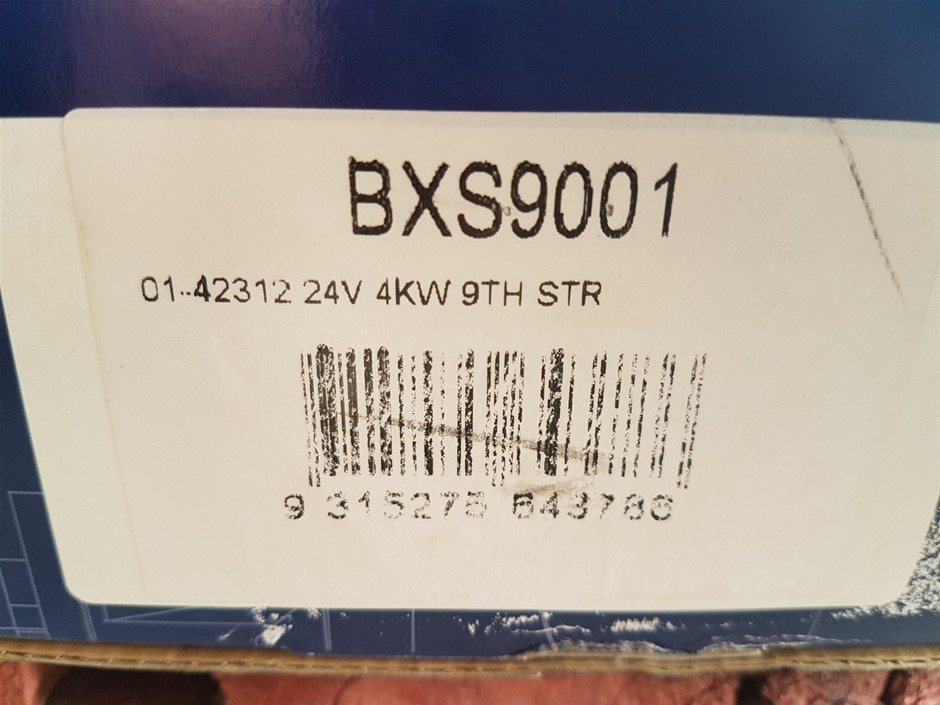 BXS9001
01-42312 24V 4KW 9TH STR
9 315275 643786